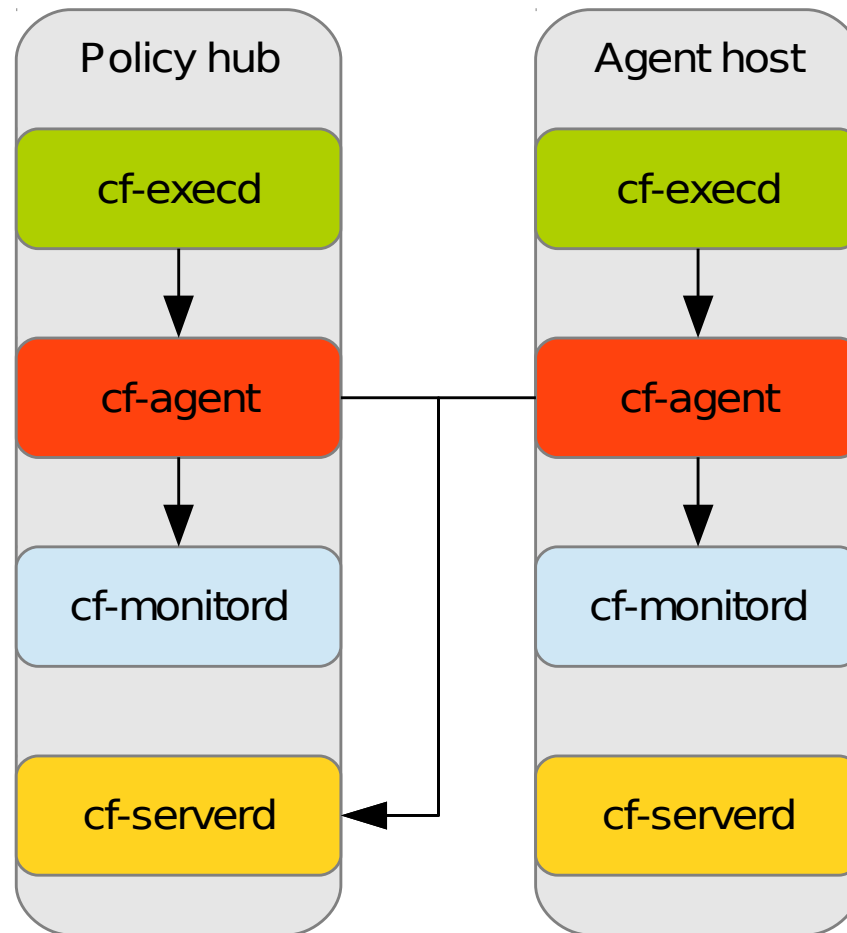 Policy hub
cf-execd
cf-agent
cf-monitord
cf-serverd
Agent host
cf-execd
cf-agent
cf-monitord
cf-serverd